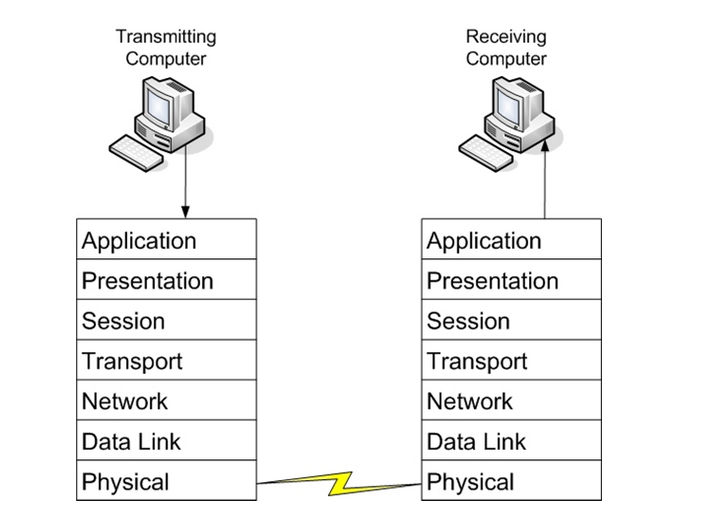 Transmitting
Computer
Receiving
Computer
Application
Presentation
Session
Transport
Network
Data Link
Physical
Application
Presentation
Session
Transport
Network
Data Link
Physical